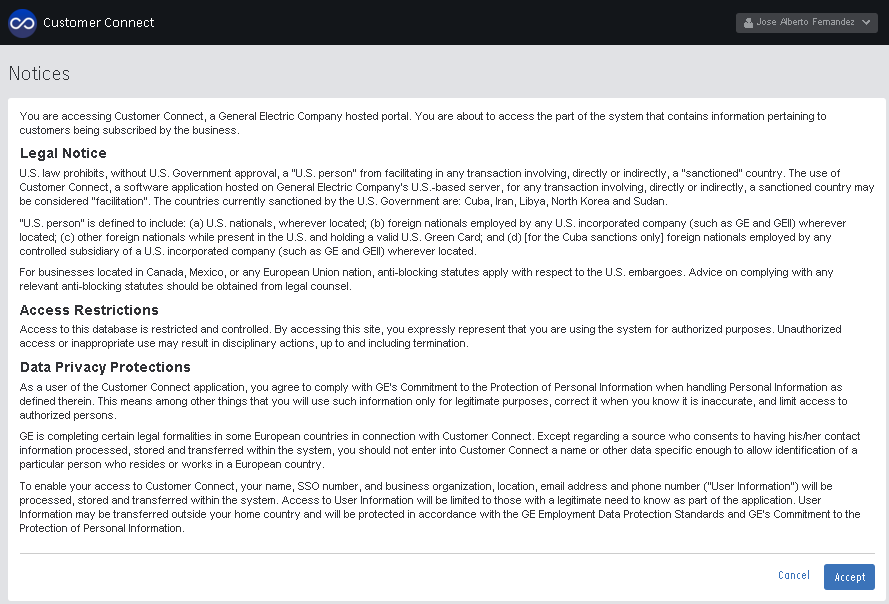 Customer Connect
Jose Alberto Fernandez
Notices
You are accessing Customer Connect, a General Electric Company hosted portal. You are about to access the part of the system that contains information pertaining to
customers being subscribed by the business.
Legal Notice
U.S. law prohibits, without U.S. Government approval, a "U.S. person" from facilitating in any transaction involving, directly or indirectly, a "sanctioned" country. The use of
Customer Connect, a software application hosted on General Electric Company's U.S.-based server, for any transaction involving, directly or indirectly, a sanctioned country may
be considered "facilitation". The countries currently sanctioned by the U.S. Government are: Cuba, Iran, Libya, North Korea and Sudan.
"U.S. person" is defined to include: (a) U.S. nationals, wherever located; (b) foreign nationals employed by any U.S. incorporated company (such as GE and GEII) wherever
located; (c) other foreign nationals while present in the U.S. and holding a valid U.S. Green Card; and (d) [for the Cuba sanctions only] foreign nationals employed by any
controlled subsidiary of a U.S. incorporated company (such as GE and GEII) wherever located.
For businesses located in Canada, Mexico, or any European Union nation, anti-blocking statutes apply with respect to the U.S. embargoes. Advice on complying with any
relevant anti-blocking statutes should be obtained from legal counsel.
Access Restrictions
Access to this database is restricted and controlled. By accessing this site, you expressly represent that you are using the system for authorized purposes. Unauthorized
access or inappropriate use may result in disciplinary actions, up to and including termination.
Data Privacy Protections
As a user of the Customer Connect application, you agree to comply with GE's Commitment to the Protection of Personal Information when handling Personal Information as
defined therein. This means among other things that you will use such information only for legitimate purposes, correct it when you know it is inaccurate, and limit access to
authorized persons.
GE is completing certain legal formalities in some European countries in connection with Customer Connect. Except regarding a source who consents to having his/her contact
information processed, stored and transferred within the system, you should not enter into Customer Connect a name or other data specific enough to allow identification of a
particular person who resides or works in a European country.
To enable your access to Customer Connect, your name, SSO number, and business organization, location, email address and phone number ("User Information") will be
processed, stored and transferred within the system. Access to User Information will be limited to those with a legitimate need to know as part of the application. User
Information may be transferred outside your home country and will be protected in accordance with the GE Employment Data Protection Standards and GE's Commitment to the
Protection of Personal Information.
Cancel
Accept